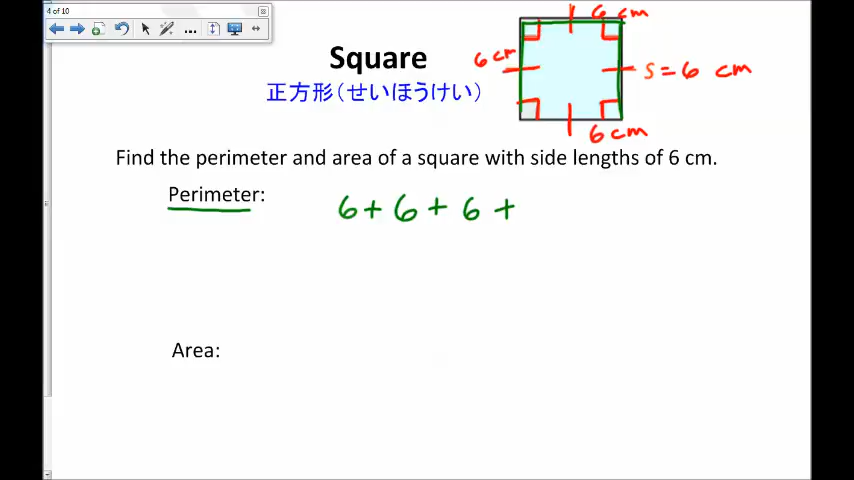 4 of 10
6 cm
Square
6 cm
S = 6 cm
正方形(せいほうけい)
6 cm
Find the perimeter and area of a square with side lengths of 6 cm.
Perimeter:
6 + 6 + 6 +
Area: